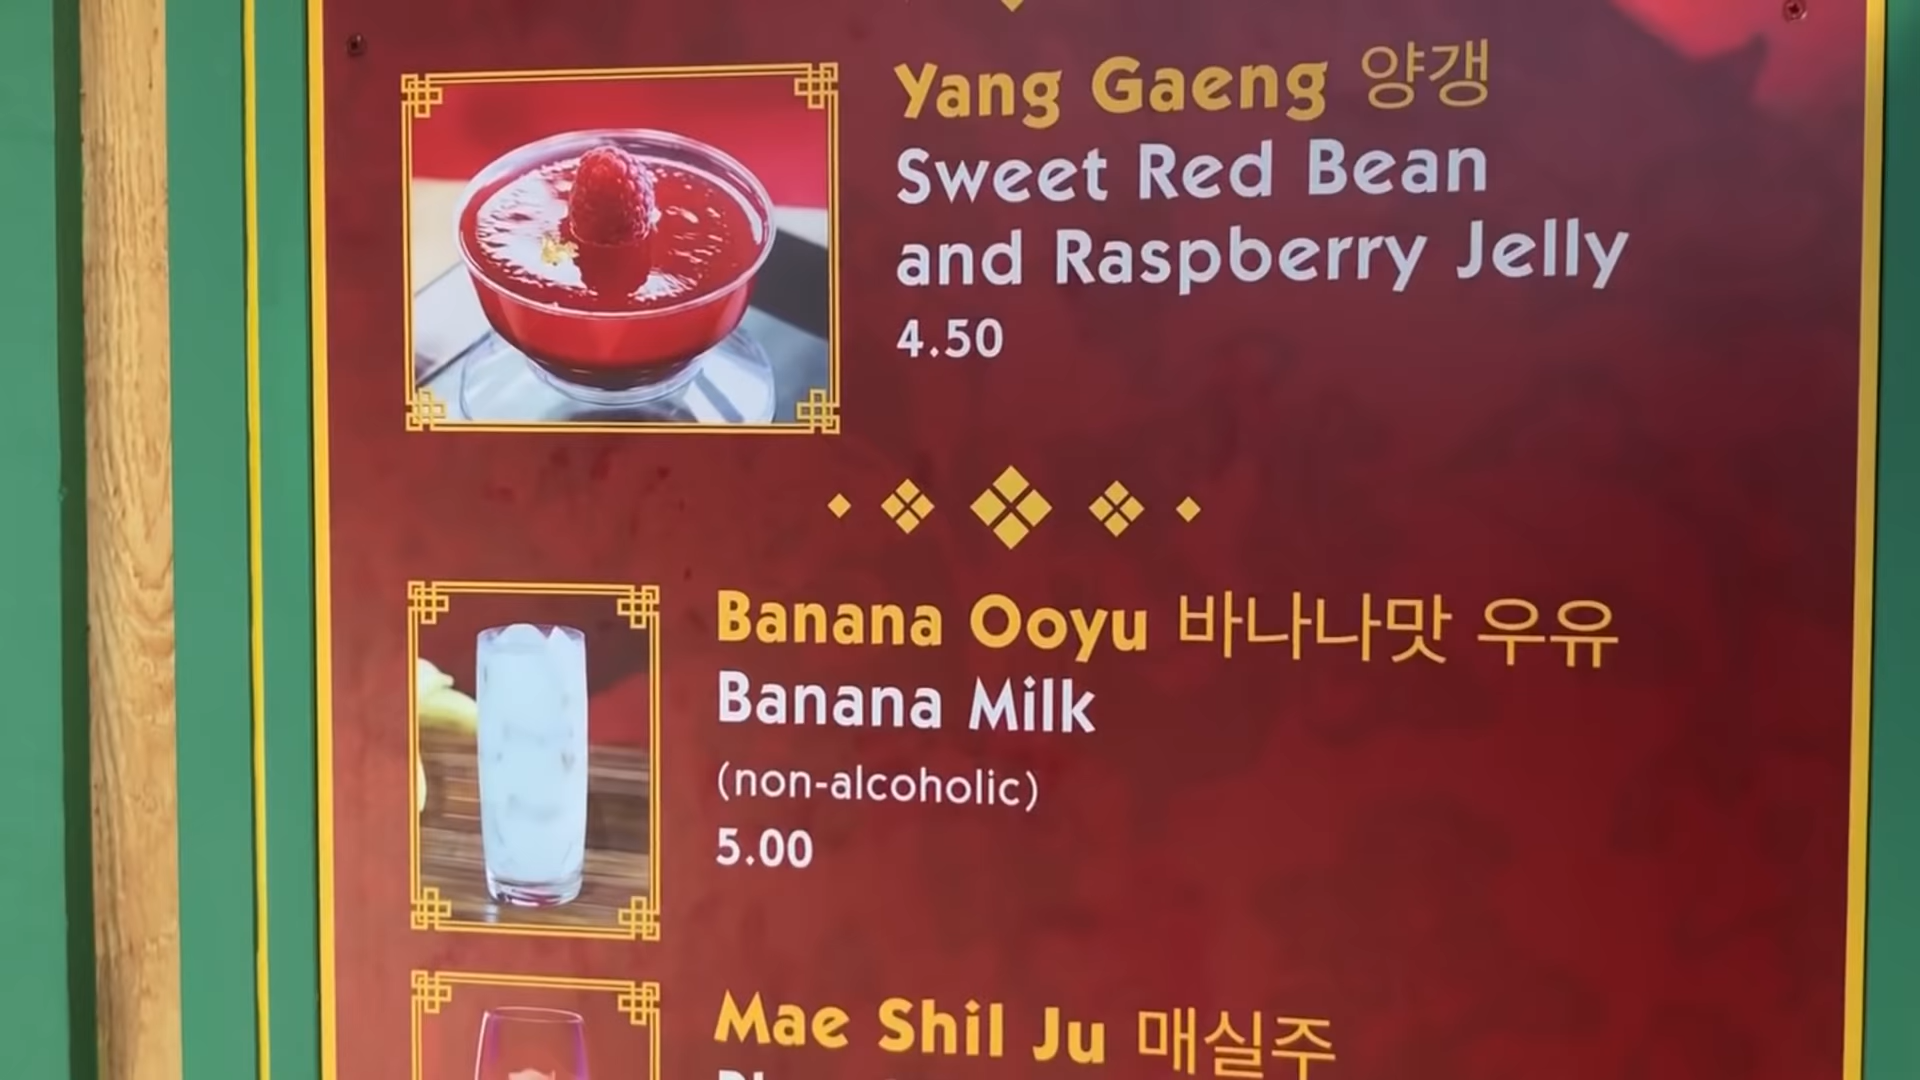 Yang Gaeng 양갱
Sweet Red Bean
and Raspberry Jelly
4.50
Banana Ooyu 바나나맛 우유
Banana Milk
(non-alcoholic)
5.00
Mae Shil Ju 매실주